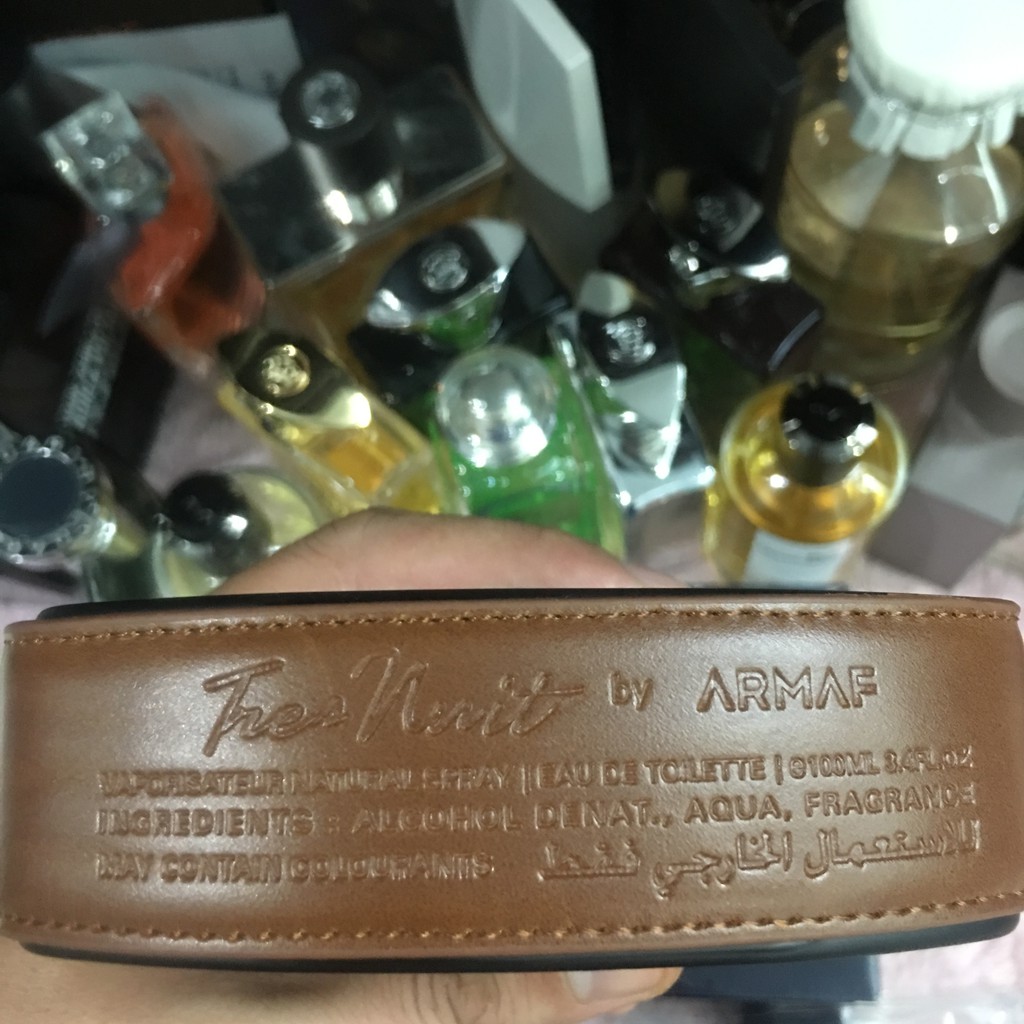 Tres Nuit by ARMAF
VAPORISATEUR NATURAL SPRAY | EAU DE TOILETTE | e100ML 3.4FL.OZ
INGREDIENTS : ALCOHOL DENAT., AQUA, FRAGRANCE
MAY CONTAIN COLOURANTS للاستعمال الخارجي فقط